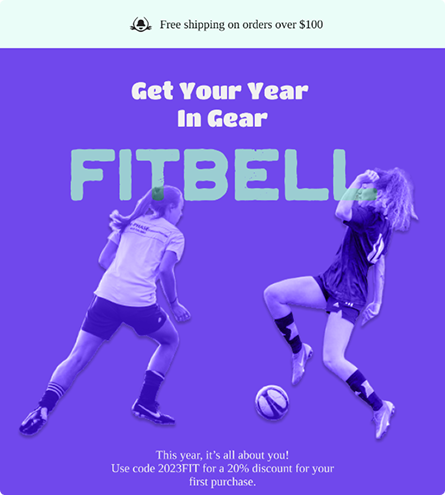 Free shipping on orders over $100
Get Your Year
In Gear
FITBELL
This year, it's all about you!
Use code 2023FIT for a 20% discount for your
first purchase.